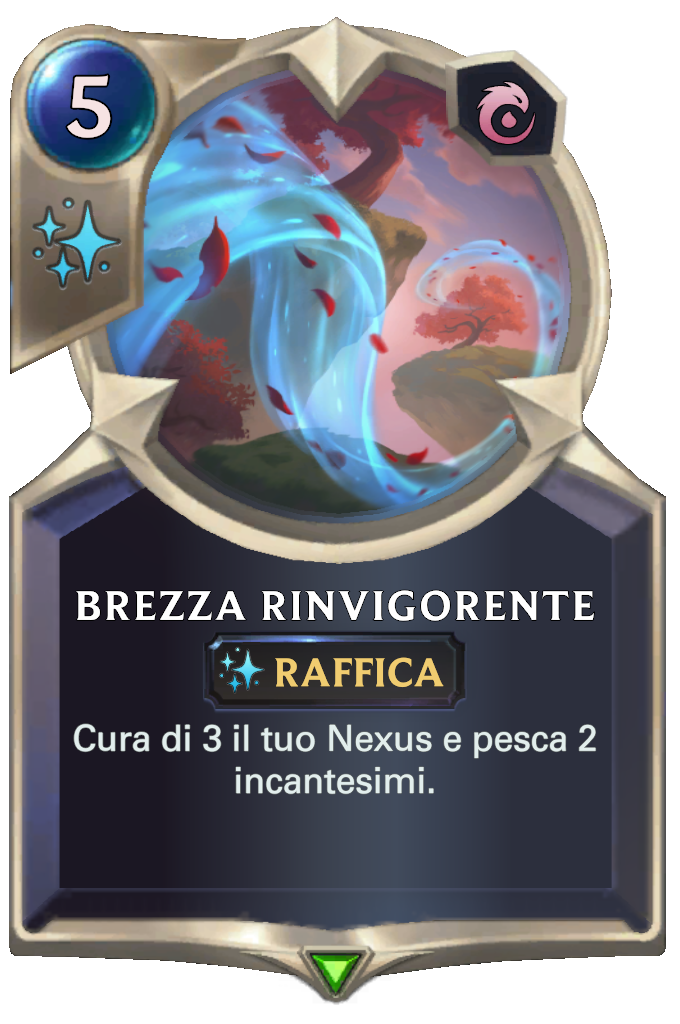 5
BREZZA RINVIGORENTE
RAFFICA
Cura di 3 il tuo Nexus e pesca 2
incantesimi.